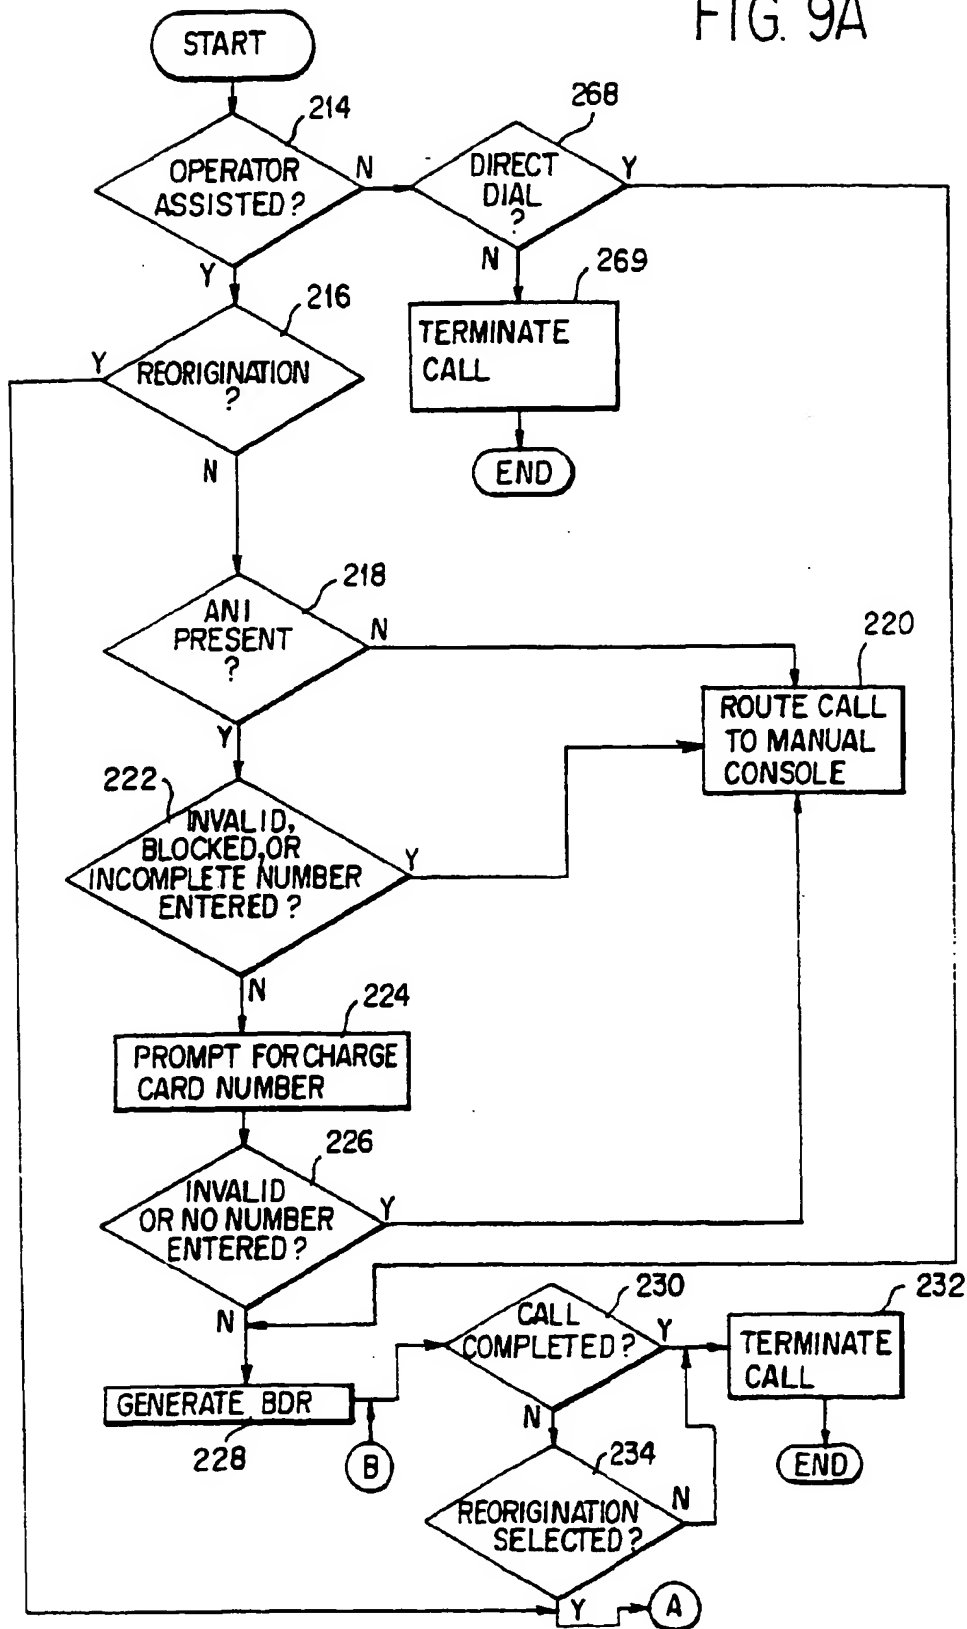 FIG. 9A
START
214
OPERATOR
ASSISTED?
N
Y
268
DIRECT
DIAL
?
Y
N
269
TERMINATE
CALL
END
216
REORIGINATION
?
Y
N
218
ANI
PRESENT
?
N
Y
220
ROUTE CALL
TO MANUAL
CONSOLE
222
INVALID,
BLOCKED, OR
INCOMPLETE NUMBER
ENTERED?
Y
N
224
PROMPT FOR CHARGE
CARD NUMBER
226
INVALID
OR NO NUMBER
ENTERED?
Y
N
GENERATE BDR
228
B
230
CALL
COMPLETED?
Y
N
232
TERMINATE
CALL
END
234
REORIGINATION
SELECTED?
N
Y
A